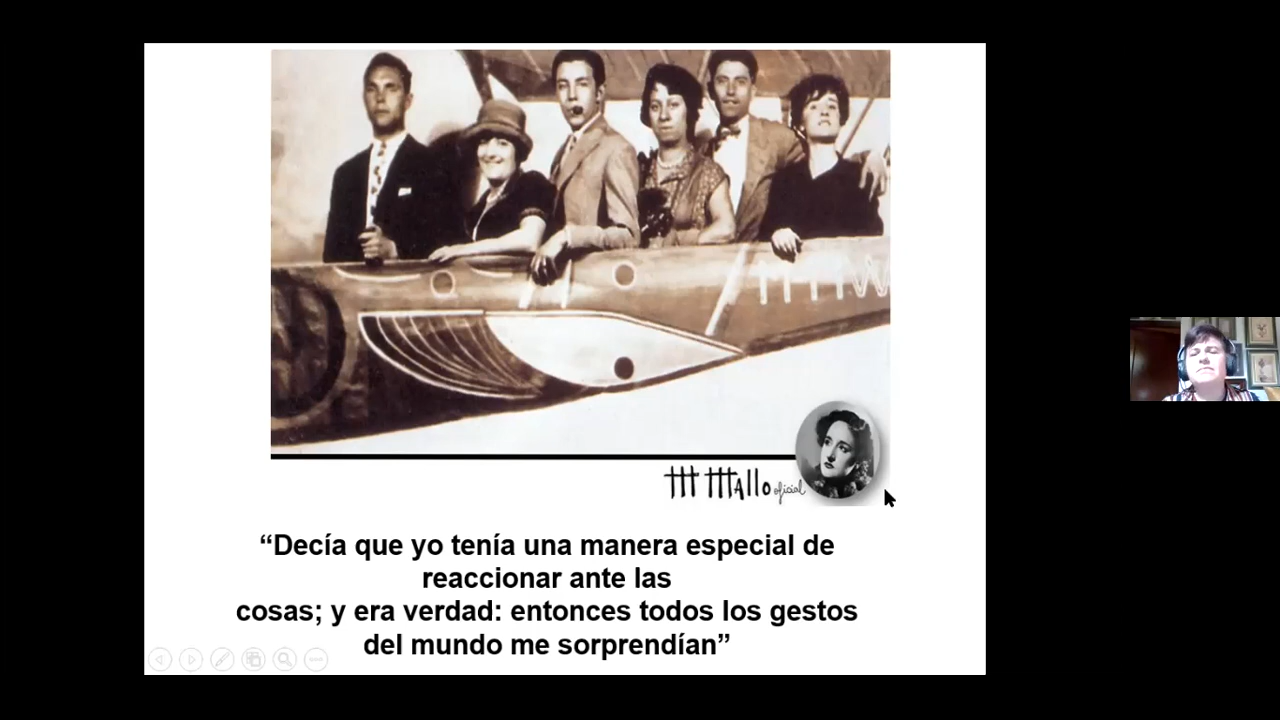 M Mallo oficial
“Decía que yo tenía una manera especial de
reaccionar ante las
cosas; y era verdad: entonces todos los gestos
del mundo me sorprendían”